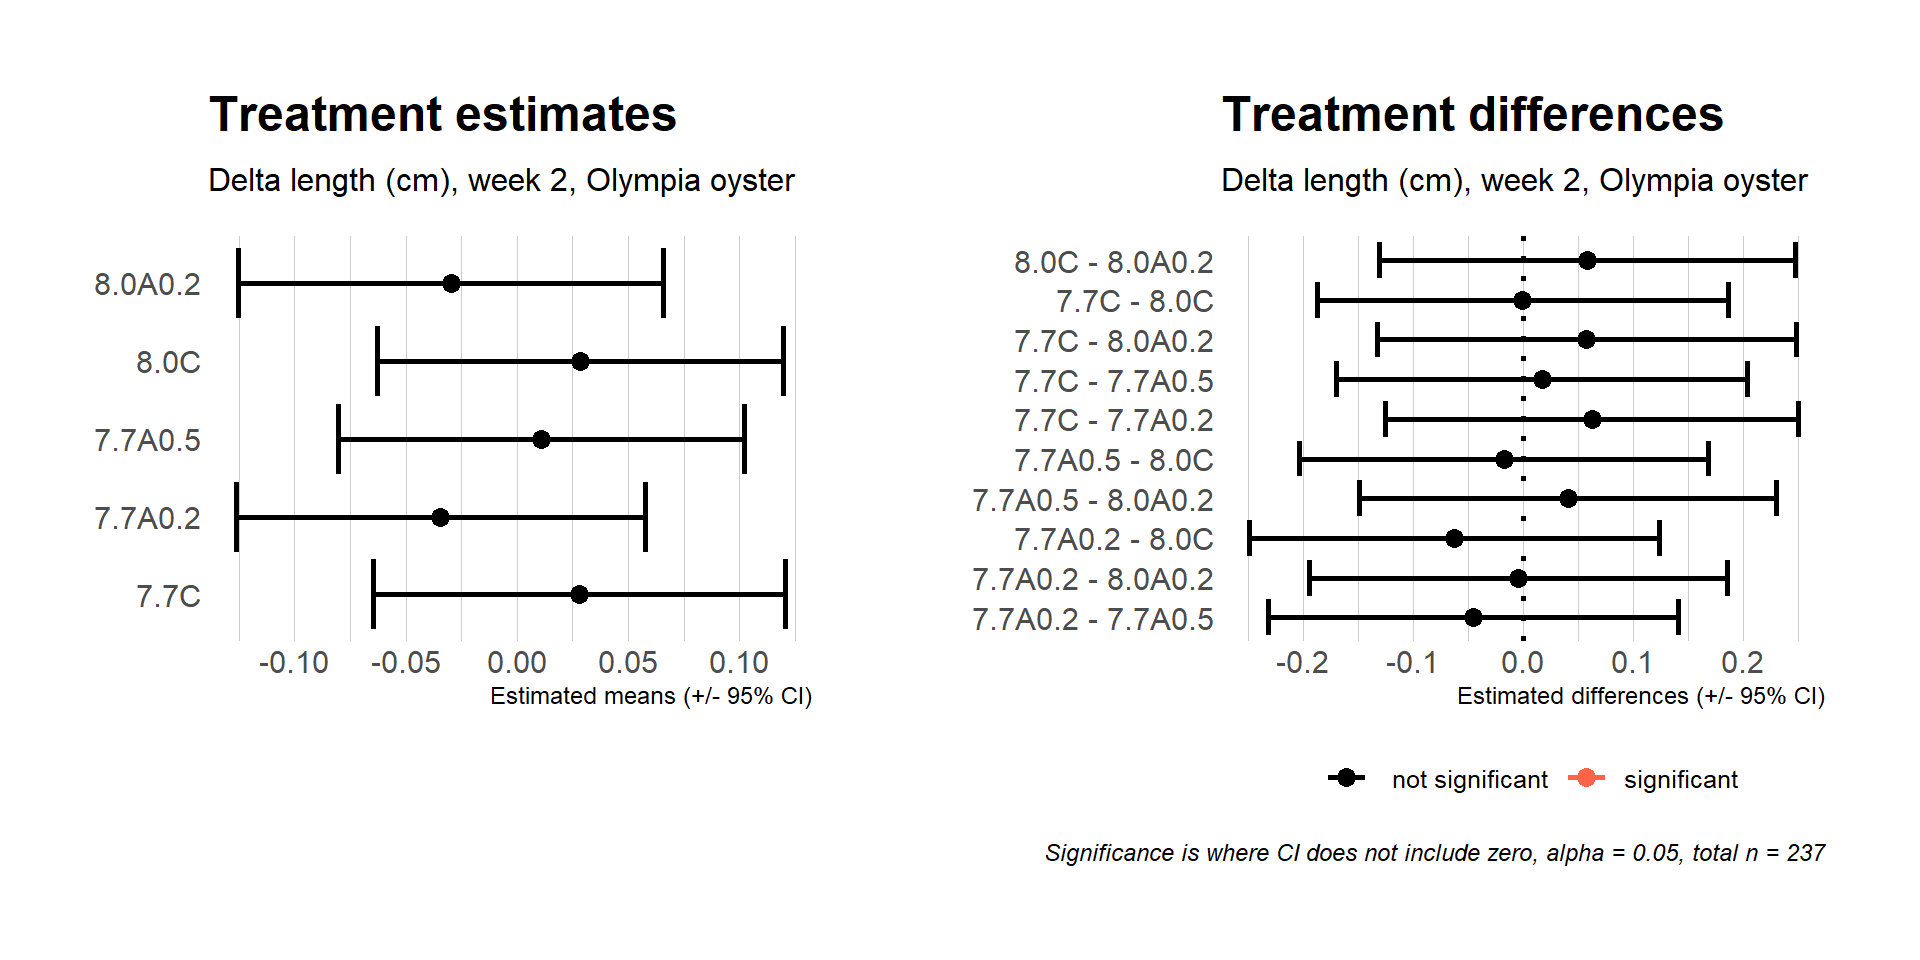 Treatment estimates
Delta length (cm), week 2, Olympia oyster
8.0A0.2
8.0C
7.7A0.5
7.7A0.2
7.7C
-0.10 -0.05 0.00 0.05 0.10
Estimated means (+/- 95% CI)
Treatment differences
Delta length (cm), week 2, Olympia oyster
8.0C - 8.0A0.2
7.7C - 8.0C
7.7C - 8.0A0.2
7.7C - 7.7A0.5
7.7C - 7.7A0.2
7.7A0.5 - 8.0C
7.7A0.5 - 8.0A0.2
7.7A0.2 - 8.0C
7.7A0.2 - 8.0A0.2
7.7A0.2 - 7.7A0.5
-0.2 -0.1 0.0 0.1 0.2
Estimated differences (+/- 95% CI)
not significant significant
Significance is where CI does not include zero, alpha = 0.05, total n = 237